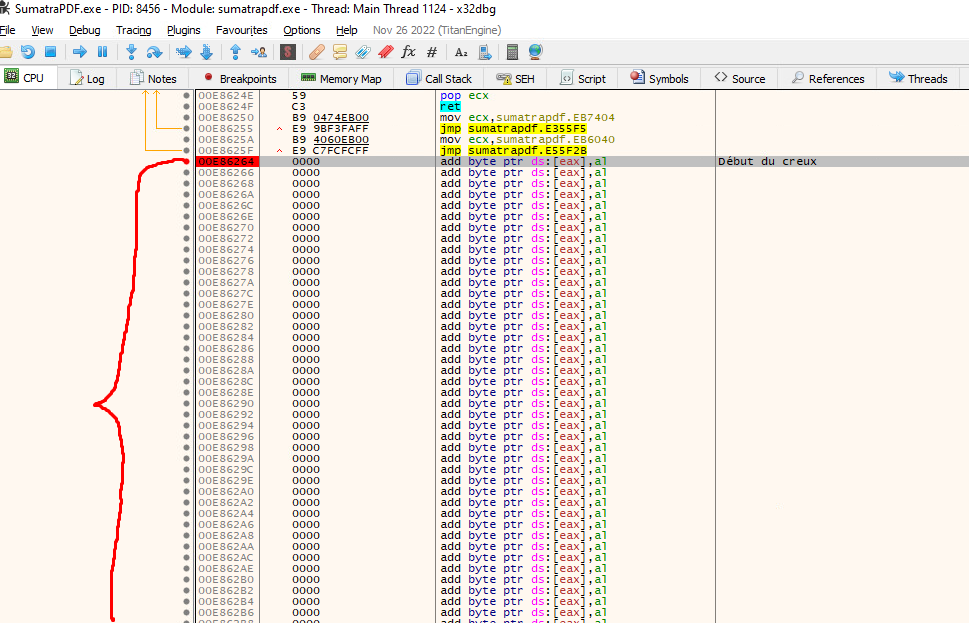 SumatraPDF.exe - PID: 8456 - Module: sumatrapdf.exe - Thread: Main Thread 1124 - x32dbg
File View Debug Tracing Plugins Favourites Options Help Nov 26 2022 (TitanEngine)
CPU Log Notes Breakpoints Memory Map Call Stack SEH Script Symbols Source References Threads
00E8624E 59 pop ecx
00E8624F C3 ret
00E86250 B9 0474EB00 mov ecx,sumatrapdf.EB7404
00E86255 E9 9BF3FAFF jmp sumatrapdf.E355F5
00E8625A B9 4060EB00 mov ecx,sumatrapdf.EB6040
00E8625F E9 C7FCFCFF jmp sumatrapdf.E55F2B
00E86264 0000 add byte ptr ds:[eax],al Début du creux
00E86266 0000 add byte ptr ds:[eax],al
00E86268 0000 add byte ptr ds:[eax],al
00E8626A 0000 add byte ptr ds:[eax],al
00E8626C 0000 add byte ptr ds:[eax],al
00E8626E 0000 add byte ptr ds:[eax],al
00E86270 0000 add byte ptr ds:[eax],al
00E86272 0000 add byte ptr ds:[eax],al
00E86274 0000 add byte ptr ds:[eax],al
00E86276 0000 add byte ptr ds:[eax],al
00E86278 0000 add byte ptr ds:[eax],al
00E8627A 0000 add byte ptr ds:[eax],al
00E8627C 0000 add byte ptr ds:[eax],al
00E8627E 0000 add byte ptr ds:[eax],al
00E86280 0000 add byte ptr ds:[eax],al
00E86282 0000 add byte ptr ds:[eax],al
00E86284 0000 add byte ptr ds:[eax],al
00E86286 0000 add byte ptr ds:[eax],al
00E86288 0000 add byte ptr ds:[eax],al
00E8628A 0000 add byte ptr ds:[eax],al
00E8628C 0000 add byte ptr ds:[eax],al
00E8628E 0000 add byte ptr ds:[eax],al
00E86290 0000 add byte ptr ds:[eax],al
00E86292 0000 add byte ptr ds:[eax],al
00E86294 0000 add byte ptr ds:[eax],al
00E86296 0000 add byte ptr ds:[eax],al
00E86298 0000 add byte ptr ds:[eax],al
00E8629A 0000 add byte ptr ds:[eax],al
00E8629C 0000 add byte ptr ds:[eax],al
00E8629E 0000 add byte ptr ds:[eax],al
00E862A0 0000 add byte ptr ds:[eax],al
00E862A2 0000 add byte ptr ds:[eax],al
00E862A4 0000 add byte ptr ds:[eax],al
00E862A6 0000 add byte ptr ds:[eax],al
00E862A8 0000 add byte ptr ds:[eax],al
00E862AA 0000 add byte ptr ds:[eax],al
00E862AC 0000 add byte ptr ds:[eax],al
00E862AE 0000 add byte ptr ds:[eax],al
00E862B0 0000 add byte ptr ds:[eax],al
00E862B2 0000 add byte ptr ds:[eax],al
00E862B4 0000 add byte ptr ds:[eax],al
00E862B6 0000 add byte ptr ds:[eax],al